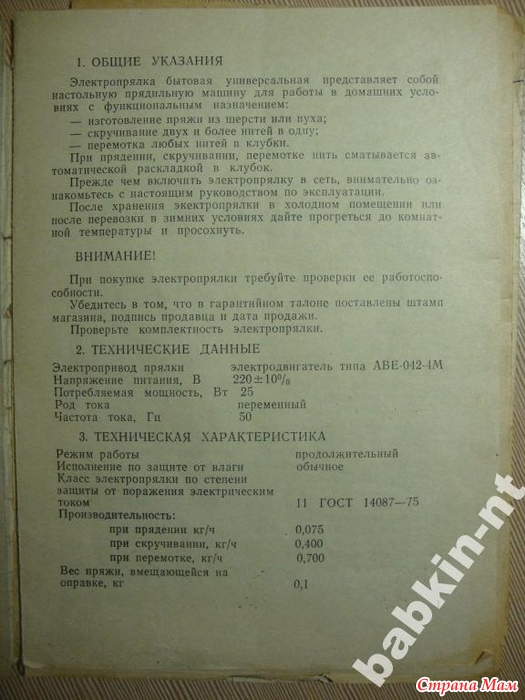 1. ОБЩИЕ УКАЗАНИЯ
Электропрялка бытовая универсальная представляет собой
настольную прядильную машину для работы в домашних усло-
виях с функциональным назначением:
— изготовление пряжи из шерсти или пуха;
— скручивание двух и более нитей в одну;
— перемотка любых нитей в клубки.
При прядении, скручивании, перемотке нить сматывается ав-
томатической раскладкой в клубок.
Прежде чем включить электропрялку в сеть, внимательно оз-
накомьтесь с настоящим руководством по эксплуатации.
После хранения экектропрялки в холодном помещении или
после перевозки в зимних условиях дайте прогреться до комнат-
ной температуры и просохнуть.
ВНИМАНИЕ!
При покупке электропрялки требуйте проверки ее работоспо-
собности.
Убедитесь в том, что в гарантийном талоне поставлены штамп
магазина, подпись продавца и дата продажи.
Проверьте комплектность электропрялки.
2. ТЕХНИЧЕСКИЕ ДАННЫЕ
Электропривод прялки электродвигатель типа АВЕ-042-4М
Напряжение питания, В 220±10%
Потребляемая мощность, Вт 25
Род тока переменный
Частота тока, Гц 50
3. ТЕХНИЧЕСКАЯ ХАРАКТЕРИСТИКА
Режим работы продолжительный
Исполнение по защите от влаги обычное
Класс электропрялки по степени
защиты от поражения электрическим
током 11 ГОСТ 14087—75
Производительность:
при прядении кг/ч 0,075
при скручивании, кг/ч 0,400
при перемотке, кг/ч 0,700
Вес пряжи, вмещающейся на
оправке, кг 0,1
babkin-nt
Страна Мам